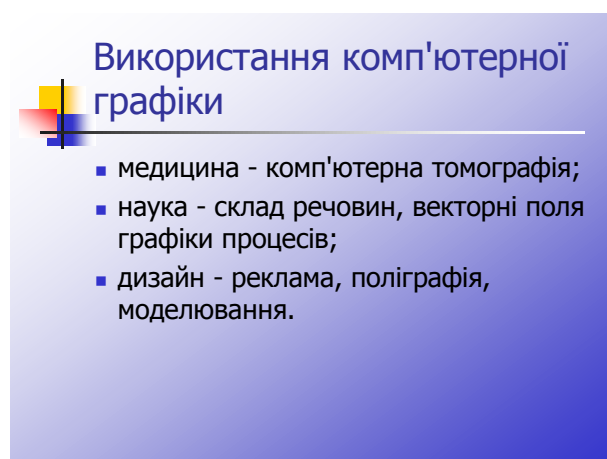 Використання комп'ютерної
графіки
медицина - комп'ютерна томографія;
наука - склад речовин, векторні поля
графіки процесів;
дизайн - реклама, поліграфія,
моделювання.